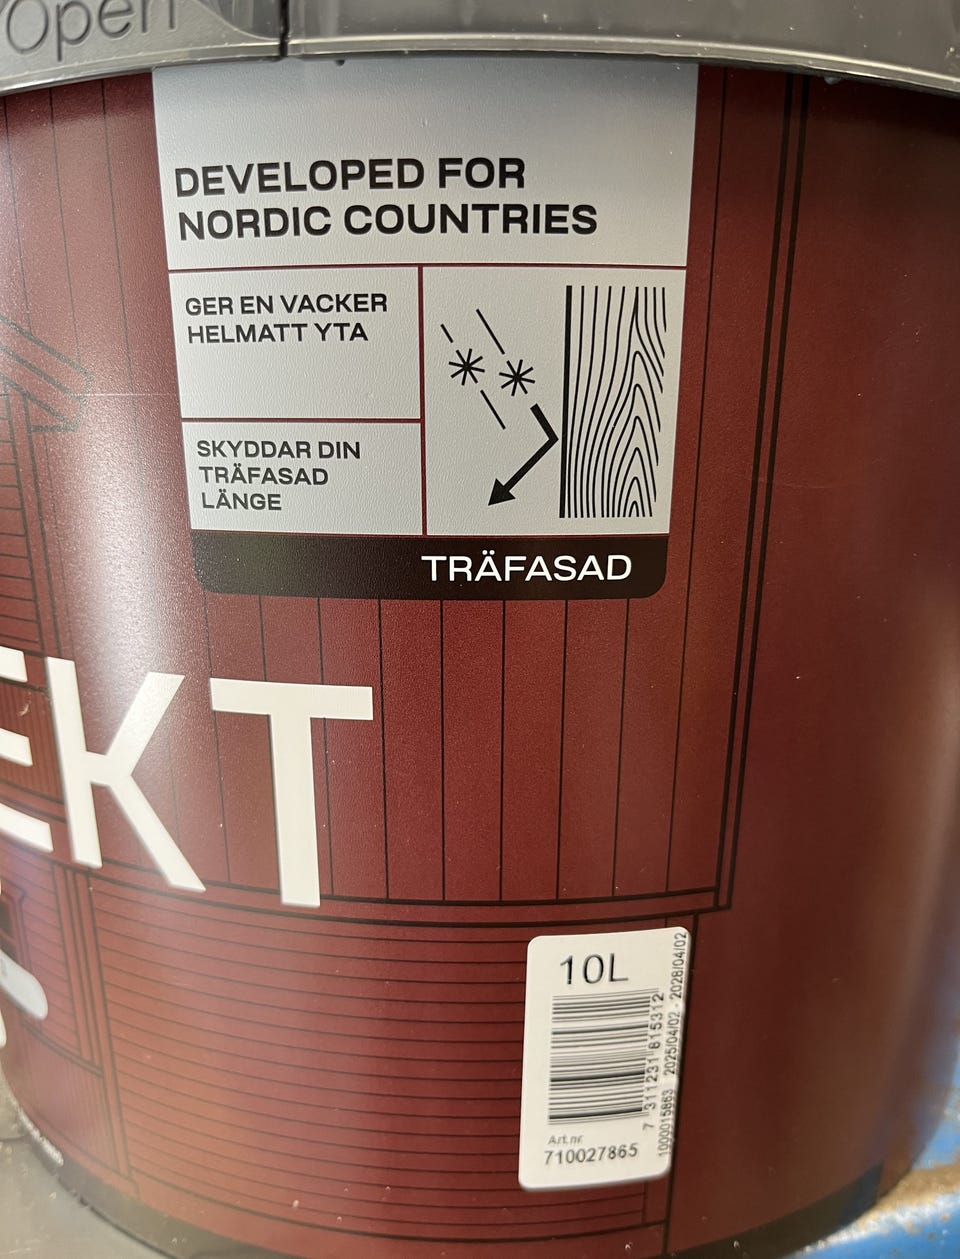 Open
DEVELOPED FOR
NORDIC COUNTRIES
GER EN VACKER
HELMATT YTA
SKYDDAR DIN
TRÄFASAD
LÄNGE
TRÄFASAD
EKT
10L
7 311231 815312
1000015863 2025/04/02 - 2028/04/02
Art.nr.
710027865